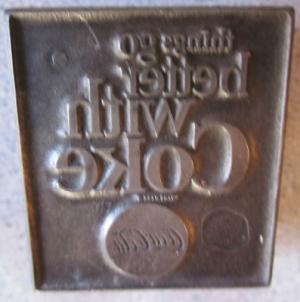 things go
better
with
Coke
Coca-Cola